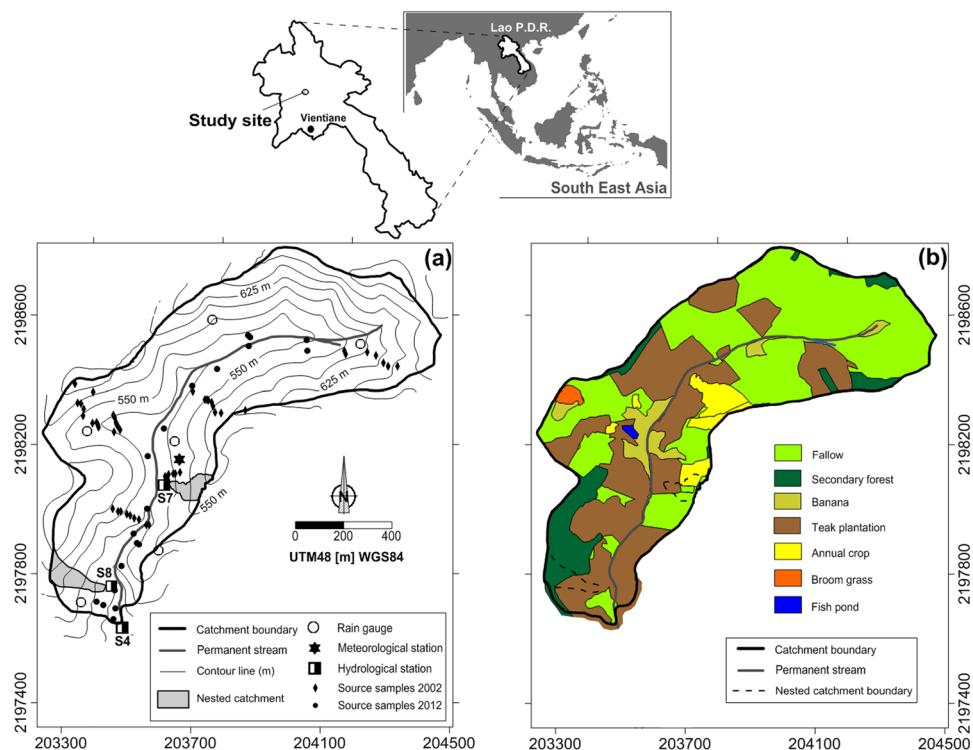 Lao P.D.R.
Study site
Vientiane
South East Asia
(a)
625 m
550 m
625 m
550 m
550 m
S7
S8
S4
N
0 200 400
UTM48 [m] WGS84
Catchment boundary
Permanent stream
Contour line (m)
Nested catchment
Rain gauge
Meteorological station
Hydrological station
Source samples 2002
Source samples 2012
2198600
2198200
2197800
2197400
203300 203700 204100 204500
(b)
Fallow
Secondary forest
Banana
Teak plantation
Annual crop
Broom grass
Fish pond
Catchment boundary
Permanent stream
Nested catchment boundary
2198600
2198200
2197800
2197400
203300 203700 204100 204500